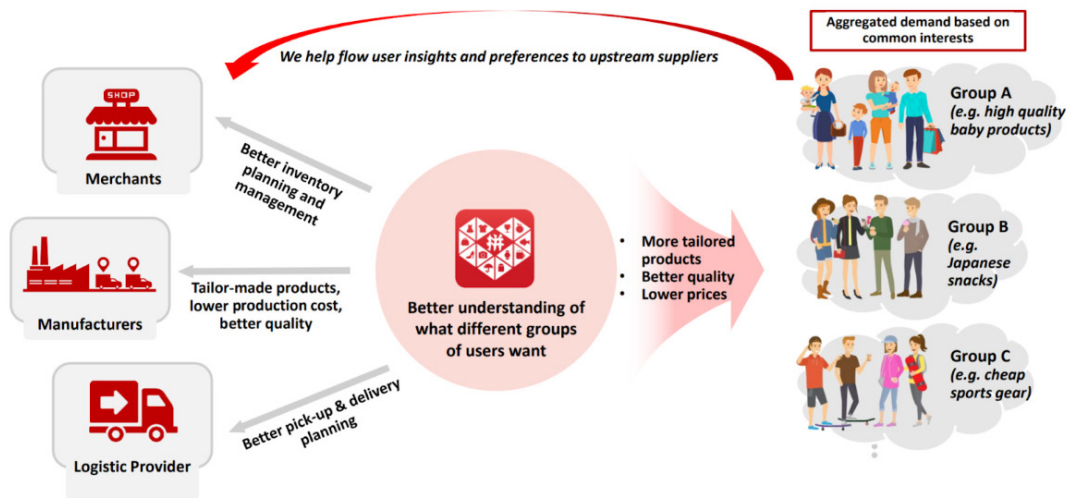 Aggregated demand based on
common interests
We help flow user insights and preferences to upstream suppliers
SHOP
Merchants
Better inventory
planning and
management
Manufacturers
Tailor-made products,
lower production cost,
better quality
Logistic Provider
Better pick-up & delivery
planning
拼
Better understanding of
what different groups
of users want
• More tailored
products
• Better quality
• Lower prices
Group A
(e.g. high quality
baby products)
Group B
(e.g.
Japanese
snacks)
Group C
(e.g. cheap
sports gear)